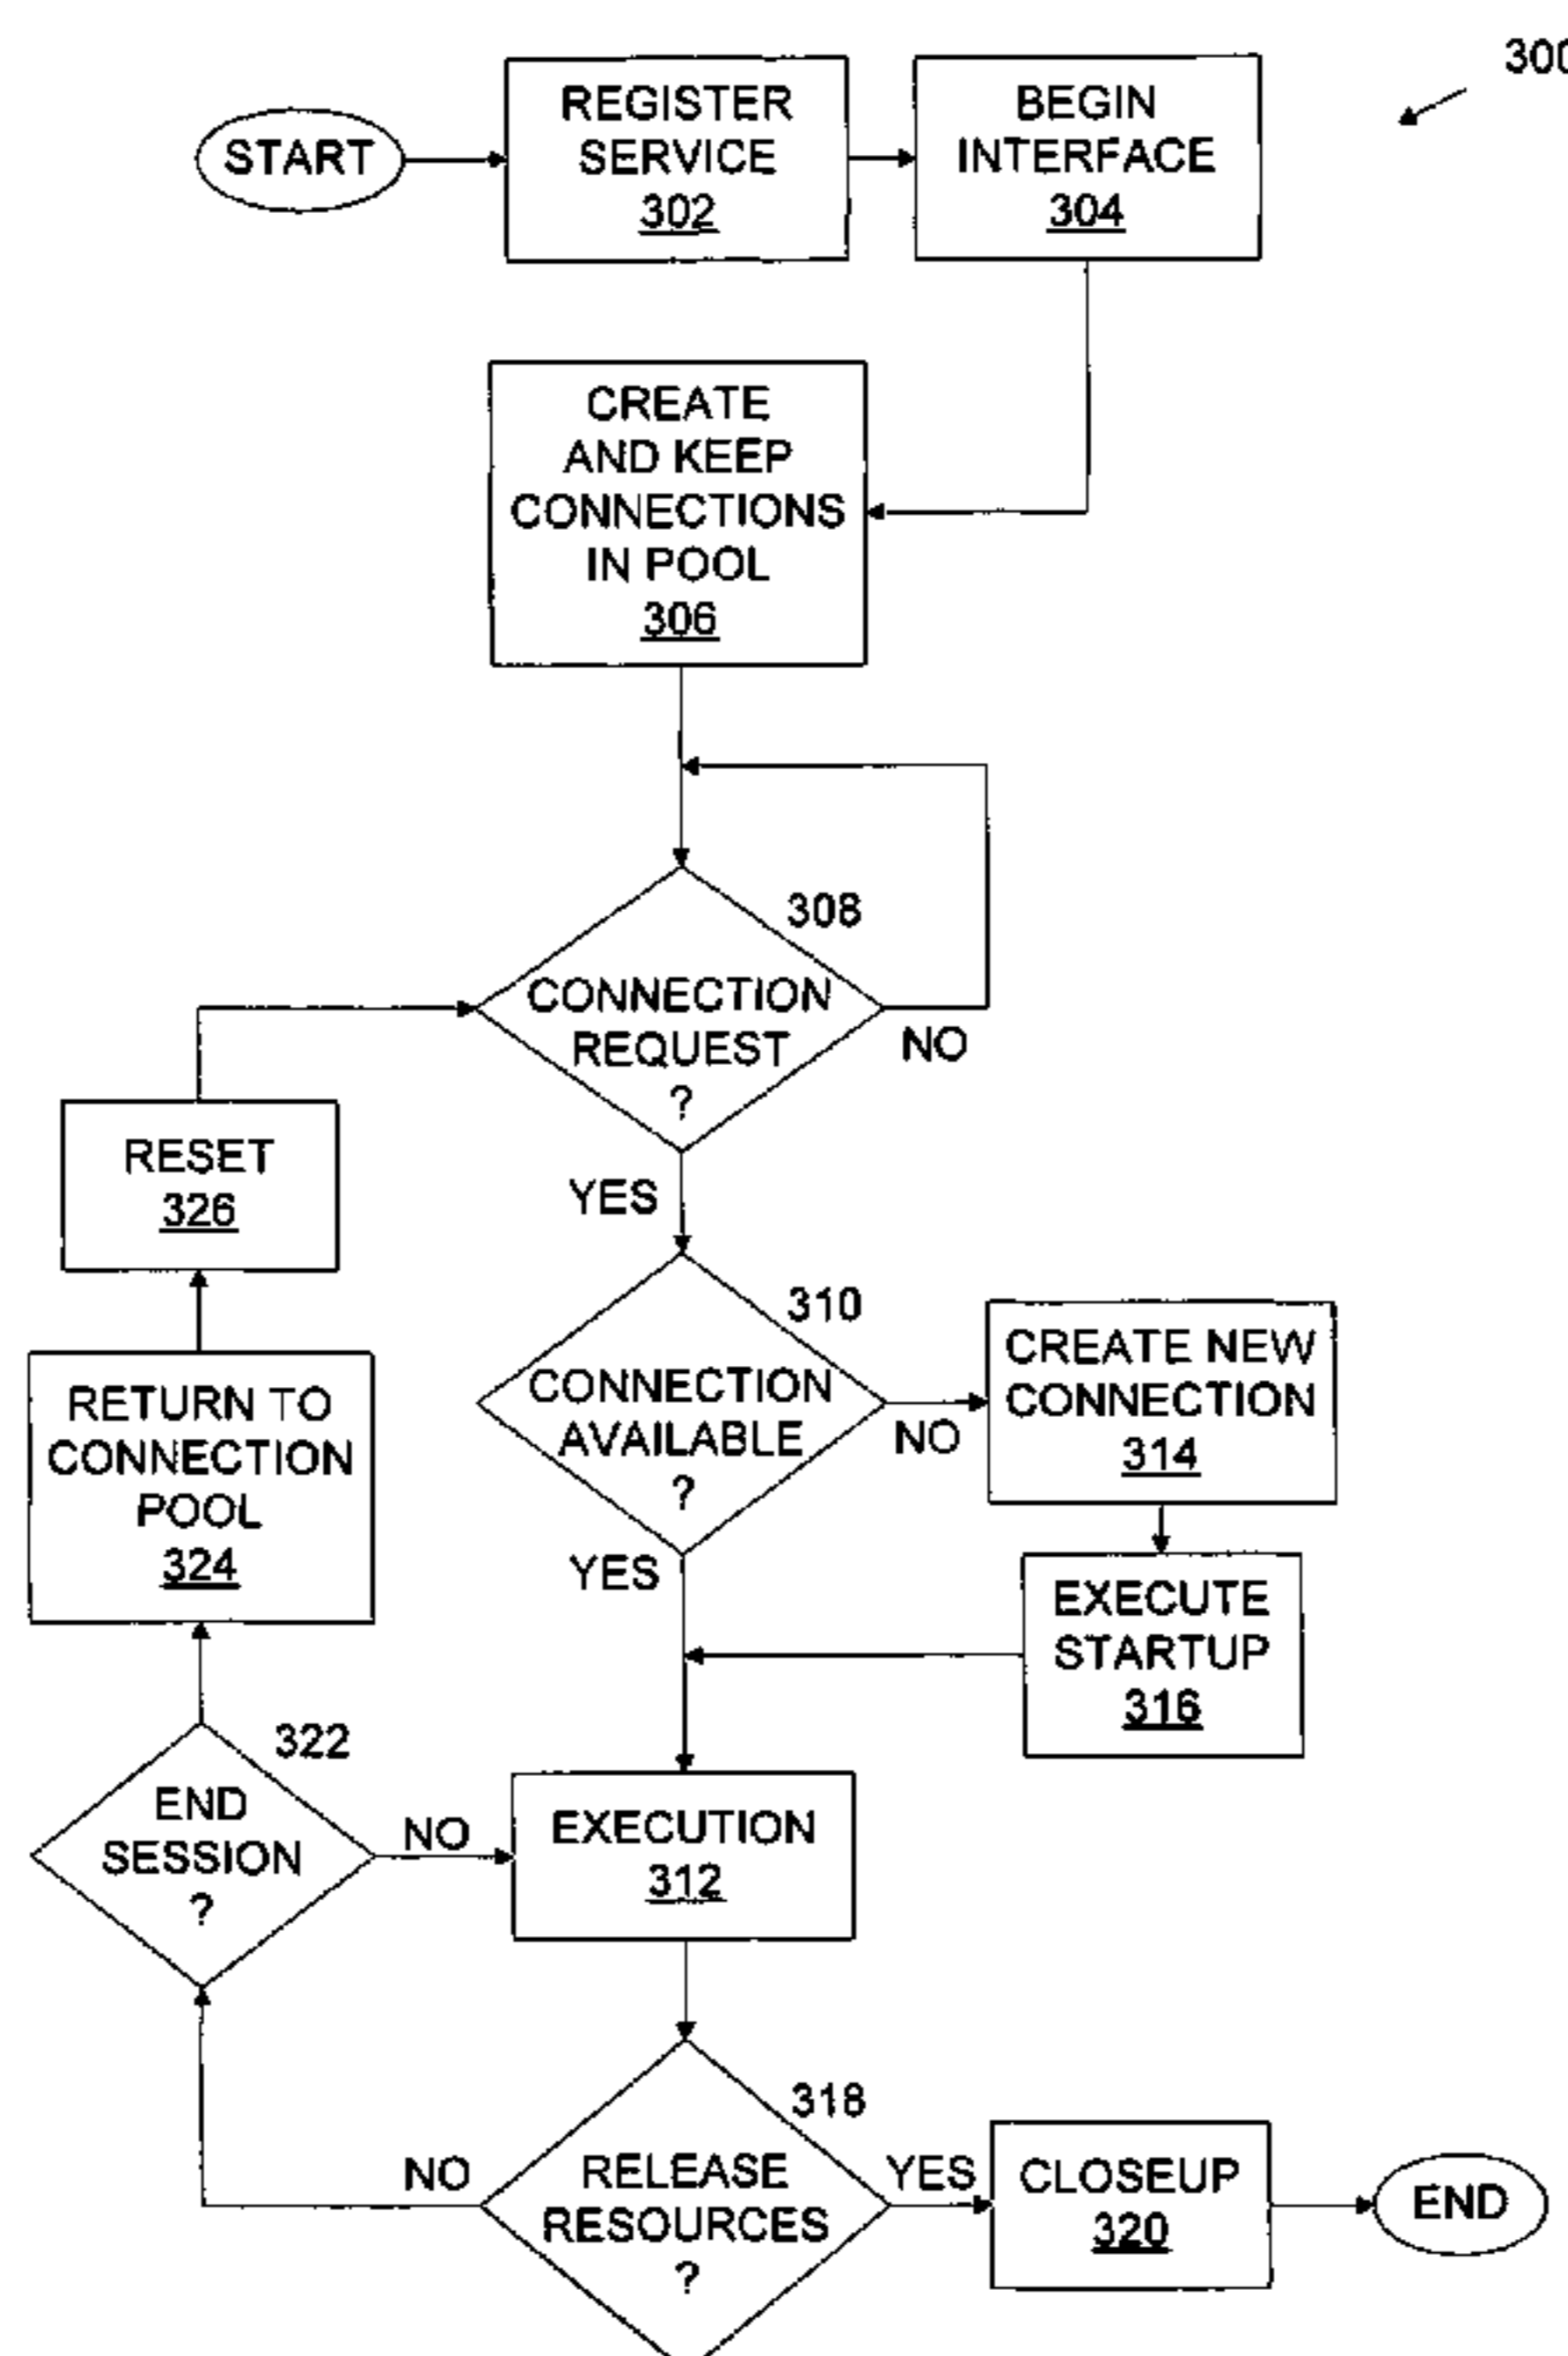 300
START
REGISTER
SERVICE
302
BEGIN
INTERFACE
304
CREATE
AND KEEP
CONNECTIONS
IN POOL
306
308
CONNECTION
REQUEST
?
NO
YES
RESET
326
310
CONNECTION
AVAILABLE
?
NO
YES
CREATE NEW
CONNECTION
314
RETURN TO
CONNECTION
POOL
324
EXECUTE
STARTUP
316
322
END
SESSION
?
NO
EXECUTION
312
318
RELEASE
RESOURCES
?
NO
YES
CLOSEUP
320
END